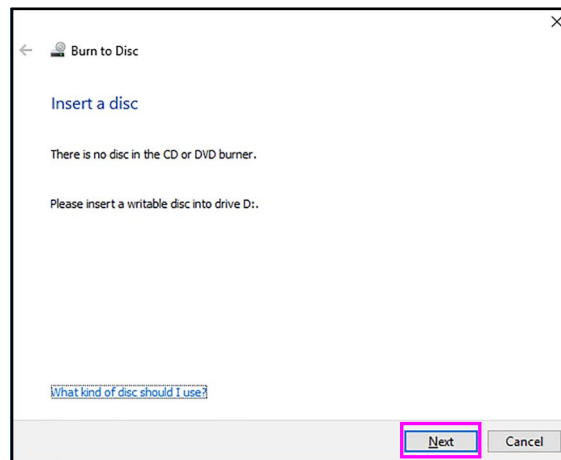 Burn to Disc
Insert a disc
There is no disc in the CD or DVD burner.
Please insert a writable disc into drive D:.
What kind of disc should I use?
Next Cancel